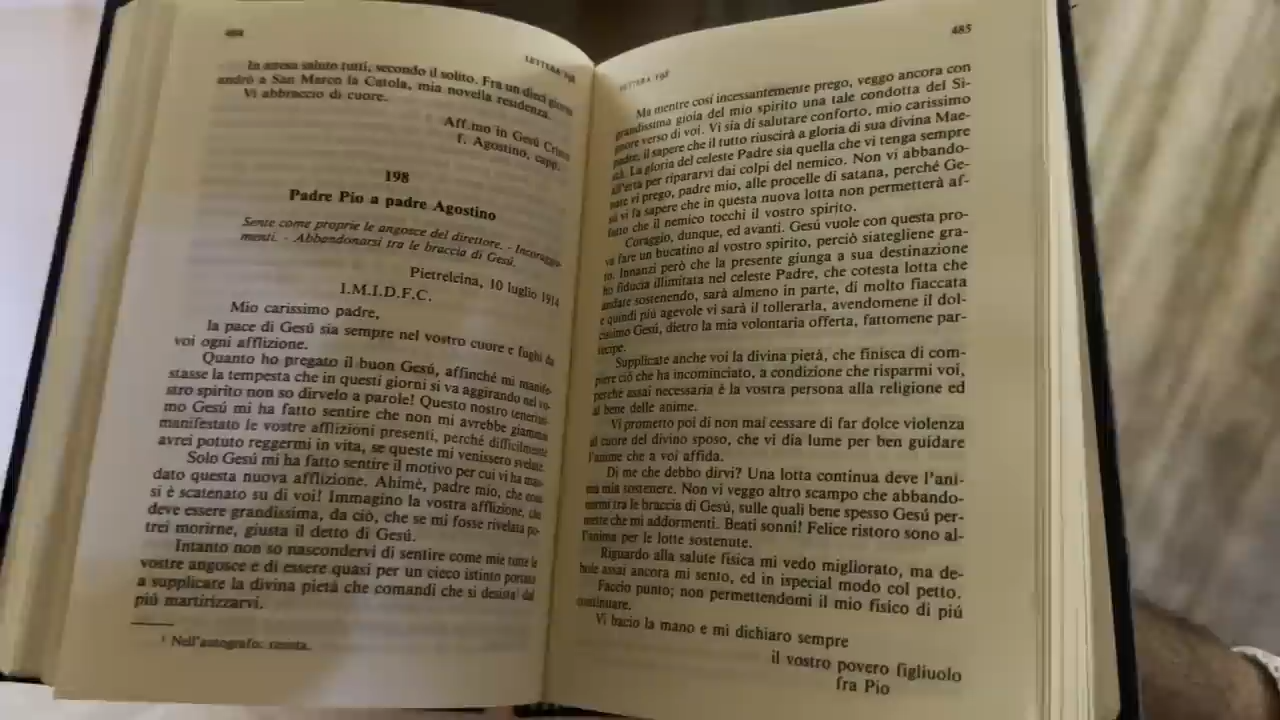 484
LETTERA 198
In attesa saluto tutti, secondo il solito. Fra un dieci giorni
andrò a San Marco la Catola, mia novella residenza.
Vi abbraccio di cuore.
Aff.mo in Gesú Cristo
f. Agostino, capp.
198
Padre Pio a padre Agostino
Sente come proprie le angosce del direttore. - Incoraggia-
menti. - Abbandonarsi tra le braccia di Gesú.
Pietrelcina, 10 luglio 1914
I.M.I.D.F.C.
Mio carissimo padre,
la pace di Gesú sia sempre nel vostro cuore e fughi da
voi ogni afflizione.
Quanto ho pregato il buon Gesú, affinché mi manife-
stasse la tempesta che in questi giorni si va aggirando nel vo-
stro spirito non so dirvelo a parole! Questo nostro tenerissi-
mo Gesú mi ha fatto sentire che non mi avrebbe giammai
manifestato le vostre afflizioni presenti, perché difficilmente
avrei potuto reggermi in vita, se queste mi venissero svelate.
Solo Gesú mi ha fatto sentire il motivo per cui vi ha man-
dato questa nuova afflizione. Ahimè, padre mio, che cosa
si è scatenato su di voi! Immagino la vostra afflizione, che
deve essere grandissima, da ciò, che se mi fosse rivelata po-
trei morirne, giusta il detto di Gesú.
Intanto non so nascondervi di sentire come mie tutte le
vostre angosce e di essere quasi per un cieco istinto portato
a supplicare la divina pietà che comandi che si desista¹ dal
piú martirizzarvi.
¹ Nell'autografo:
485
LETTERA 198
Ma mentre cosí incessantemente prego, veggo ancora con
grandissima gioia del mio spirito una tale condotta del Si-
gnore verso di voi. Vi sia di salutare conforto, mio carissimo
padre, il sapere che il tutto riuscirà a gloria di sua divina Mae-
stà. La gloria del celeste Padre sia quella che vi tenga sempre
all'erta per ripararvi dai colpi del nemico. Non vi abbando-
nate vi prego, padre mio, alle procelle di satana, perché Ge-
sú vi fa sapere che in questa nuova lotta non permetterà af-
fatto che il nemico tocchi il vostro spirito.
Coraggio, dunque, ed avanti. Gesú vuole con questa pro-
va fare un bucatino al vostro spirito, perciò siategliene gra-
to. Innanzi però che la presente giunga a sua destinazione
ho fiducia illimitata nel celeste Padre, che cotesta lotta che
andate sostenendo, sarà almeno in parte, di molto fiaccata
e quindi piú agevole vi sarà il tollerarla, avendomene il dol-
cissimo Gesú, dietro la mia volontaria offerta, fattomene par-
tecipe.
Supplicate anche voi la divina pietà, che finisca di com-
piere ciò che ha incominciato, a condizione che risparmi voi,
perché assai necessaria è la vostra persona alla religione ed
al bene delle anime.
Vi prometto poi di non mai cessare di far dolce violenza
al cuore del divino sposo, che vi dia lume per ben guidare
l'anime che a voi affida.
Di me che debbo dirvi? Una lotta continua deve l'ani-
ma mia sostenere. Non vi veggo altro scampo che abbando-
narmi tra le braccia di Gesú, sulle quali bene spesso Gesú per-
mette che mi addormenti. Beati sonni! Felice ristoro sono al-
l'anima per le lotte sostenute.
Riguardo alla salute fisica mi vedo migliorato, ma de-
bole assai ancora mi sento, ed in ispecial modo col petto.
Faccio punto; non permettendomi il mio fisico di piú
continuare.
Vi bacio la mano e mi dichiaro sempre
il vostro povero figliuolo
fra Pio